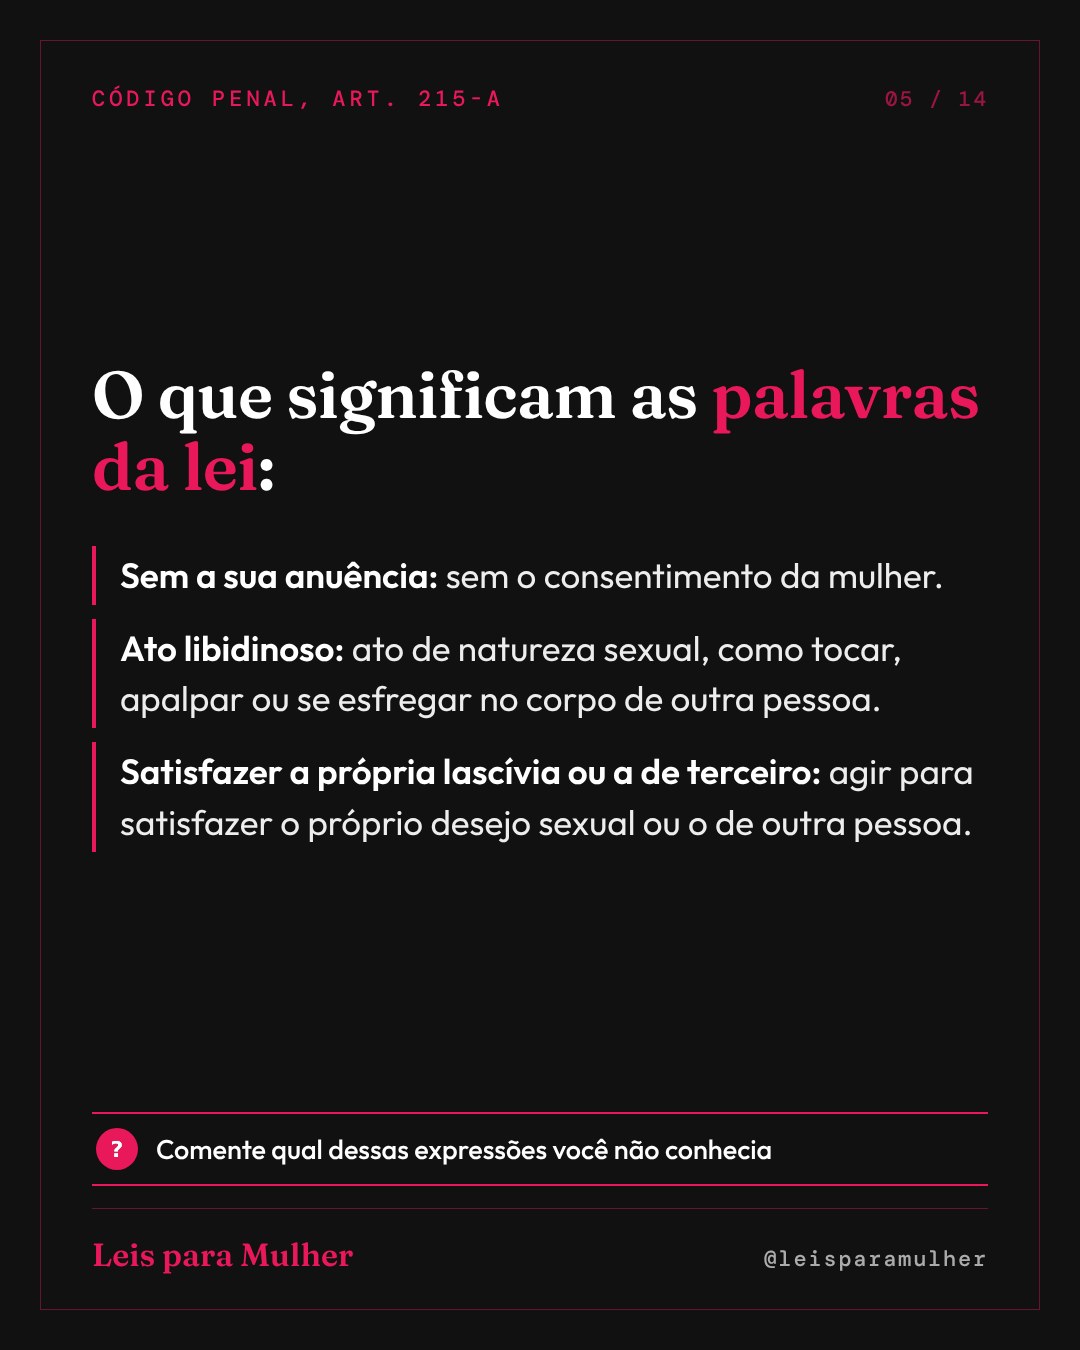 CÓDIGO PENAL, ART. 215-A
05 / 14
O que significam as palavras
da lei:
Sem a sua anuência: sem o consentimento da mulher.
Ato libidinoso: ato de natureza sexual, como tocar,
apalpar ou se esfregar no corpo de outra pessoa.
Satisfazer a própria lascívia ou a de terceiro: agir para
satisfazer o próprio desejo sexual ou o de outra pessoa.
? Comente qual dessas expressões você não conhecia
Leis para Mulher
@leisparamulher